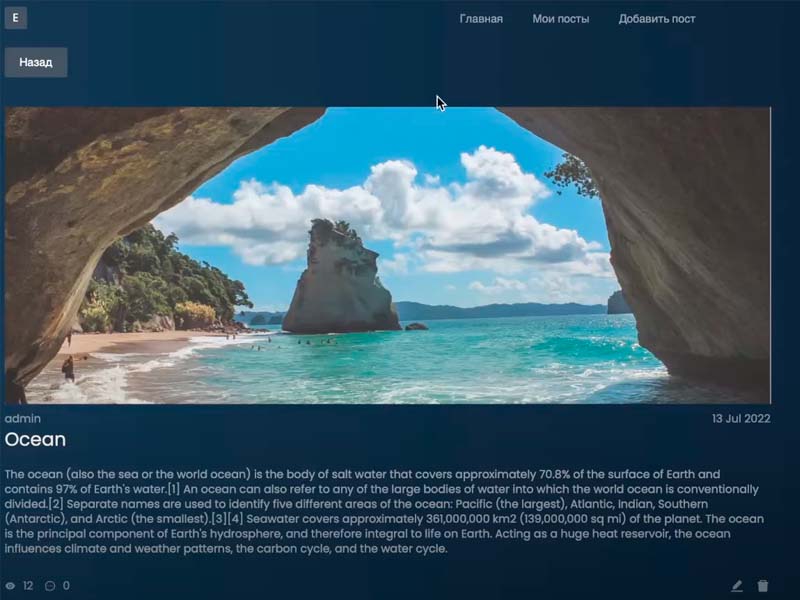 E
Главная Мои посты Добавить пост
Назад
admin 13 Jul 2022
Ocean
The ocean (also the sea or the world ocean) is the body of salt water that covers approximately 70.8% of the surface of Earth and
contains 97% of Earth's water.[1] An ocean can also refer to any of the large bodies of water into which the world ocean is conventionally
divided.[2] Separate names are used to identify five different areas of the ocean: Pacific (the largest), Atlantic, Indian, Southern
(Antarctic), and Arctic (the smallest).[3][4] Seawater covers approximately 361,000,000 km2 (139,000,000 sq mi) of the planet. The ocean
is the principal component of Earth's hydrosphere, and therefore integral to life on Earth. Acting as a huge heat reservoir, the ocean
influences climate and weather patterns, the carbon cycle, and the water cycle.
12 0